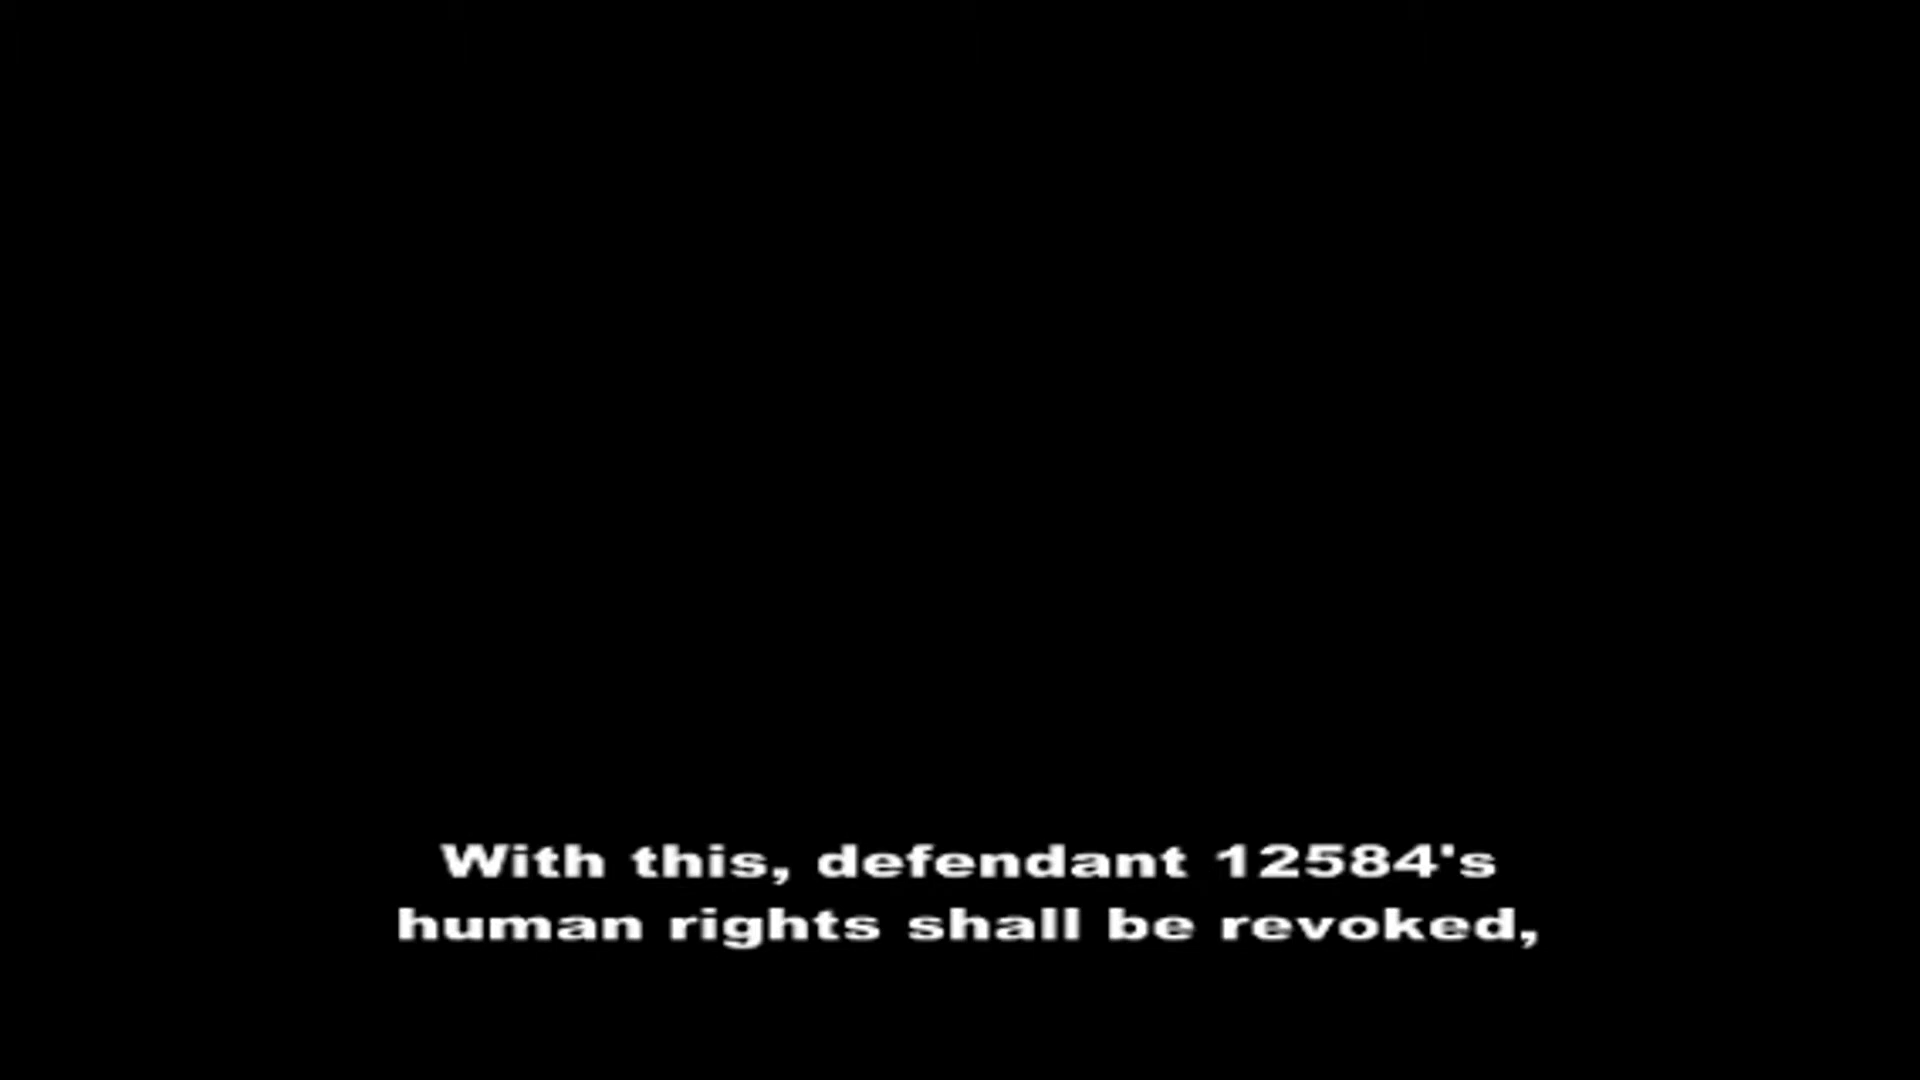 With this, defendant 12584's
human rights shall be revoked,